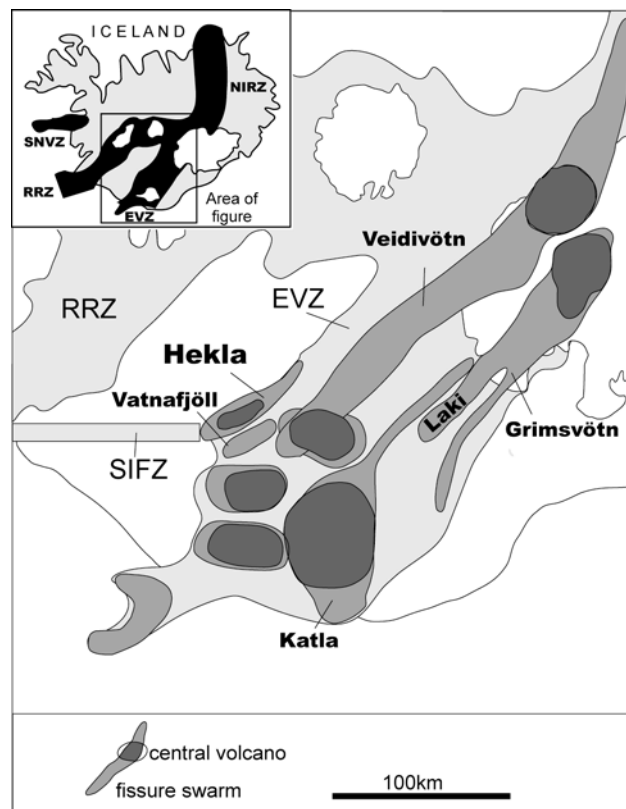 ICELAND
NIRZ
SNVZ
RRZ
EVZ
Area of
figure
Veidivötn
RRZ
EVZ
Hekla
Vatnafjöll
Laki
Grimsvötn
SIFZ
Katla
central volcano
fissure swarm
100km